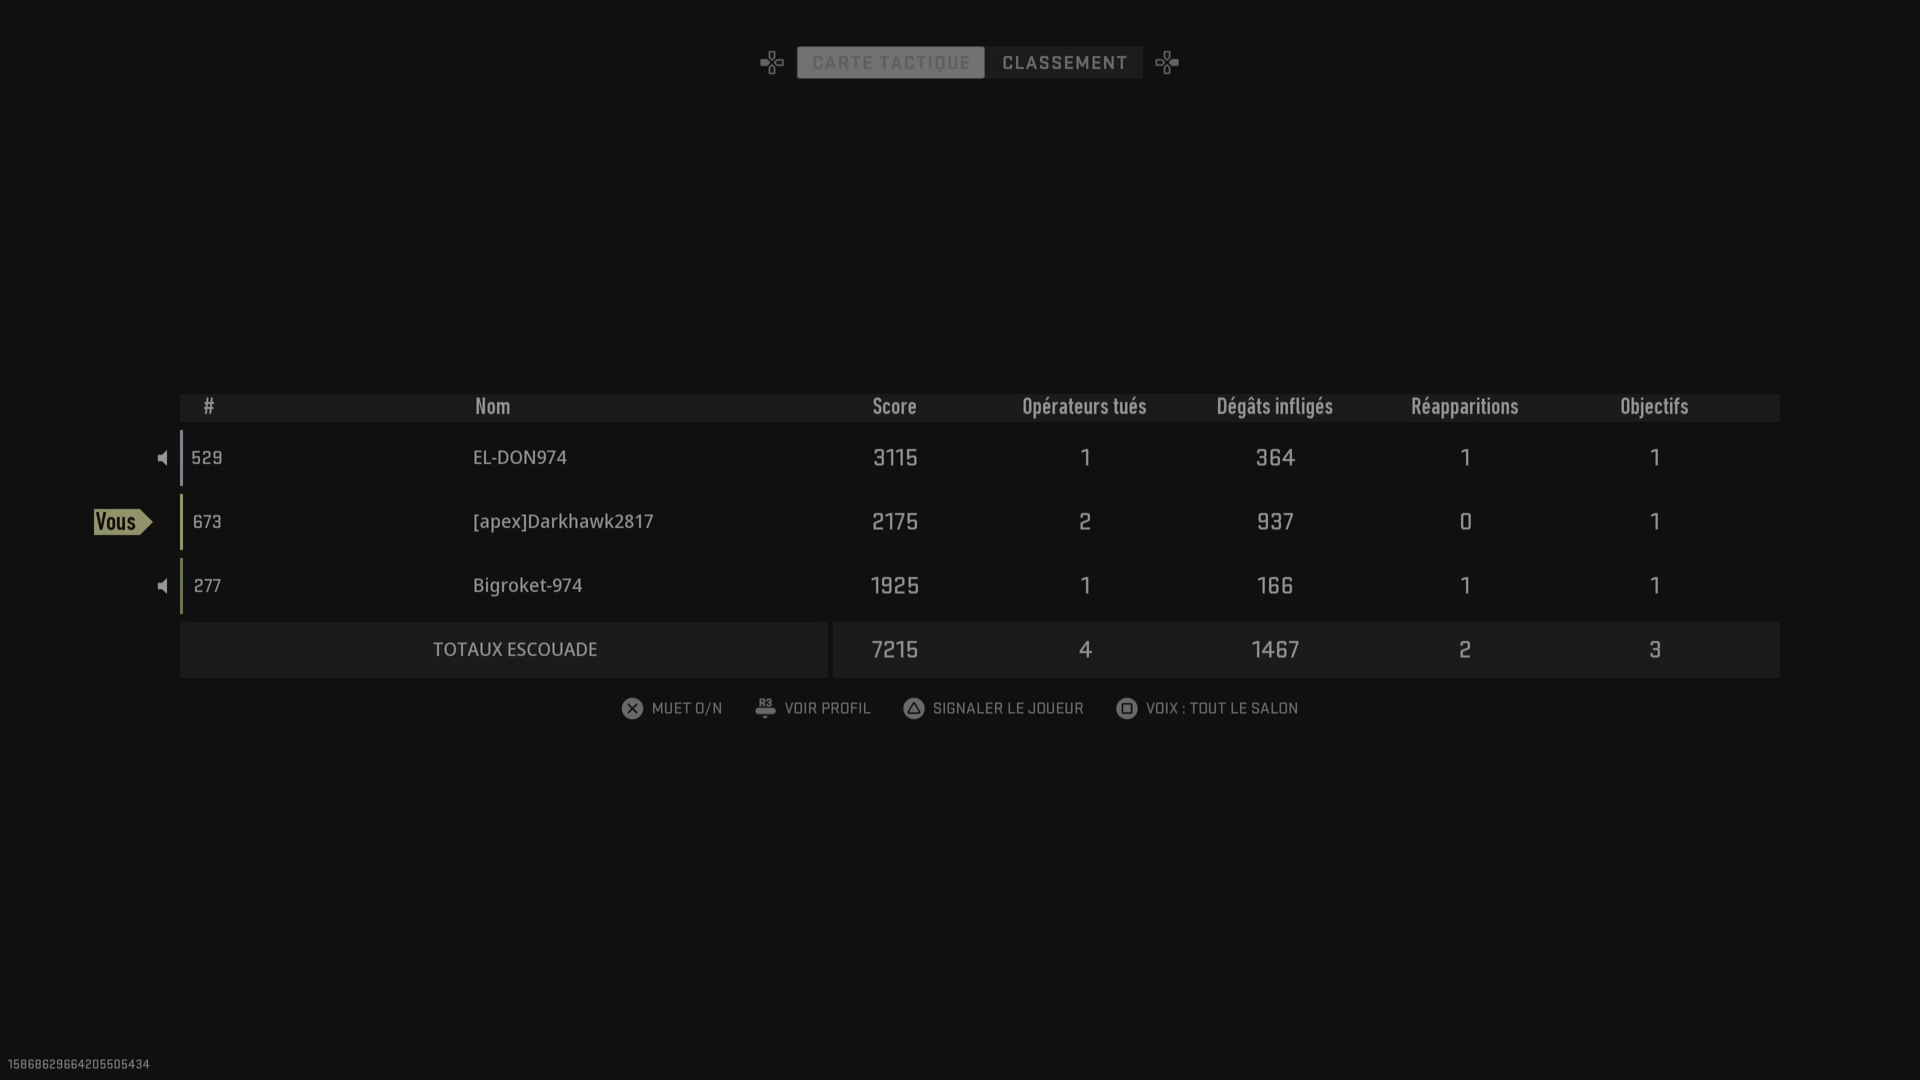 CARTE TACTIQUE CLASSEMENT
# Nom Score Opérateurs tués Dégâts infligés Réapparitions Objectifs
529 EL-DON974 3115 1 364 1 1
Vous 673 [apex]Darkhawk2817 2175 2 937 0 1
277 Bigroket-974 1925 1 166 1 1
TOTAUX ESCOUADE 7215 4 1467 2 3
MUET O/N R3 VOIR PROFIL SIGNALER LE JOUEUR VOIX : TOUT LE SALON
15868629664205505434